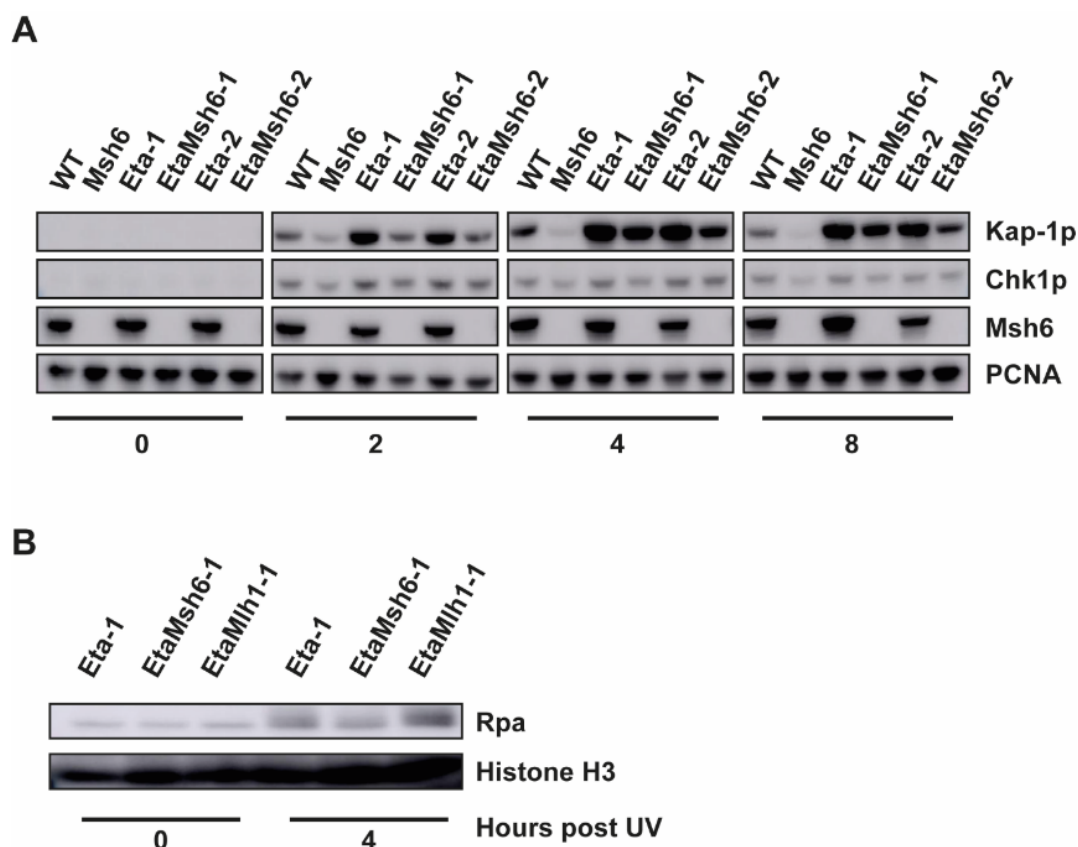 A
WT Msh6 Eta-1 EtaMsh6-1 Eta-2 EtaMsh6-2 WT Msh6 Eta-1 EtaMsh6-1 Eta-2 EtaMsh6-2 WT Msh6 Eta-1 EtaMsh6-1 Eta-2 EtaMsh6-2 WT Msh6 Eta-1 EtaMsh6-1 Eta-2 EtaMsh6-2
Kap-1p
Chk1p
Msh6
PCNA
0 2 4 8
B
Eta-1 EtaMsh6-1 EtaMlh1-1 Eta-1 EtaMsh6-1 EtaMlh1-1
Rpa
Histone H3
0 4 Hours post UV